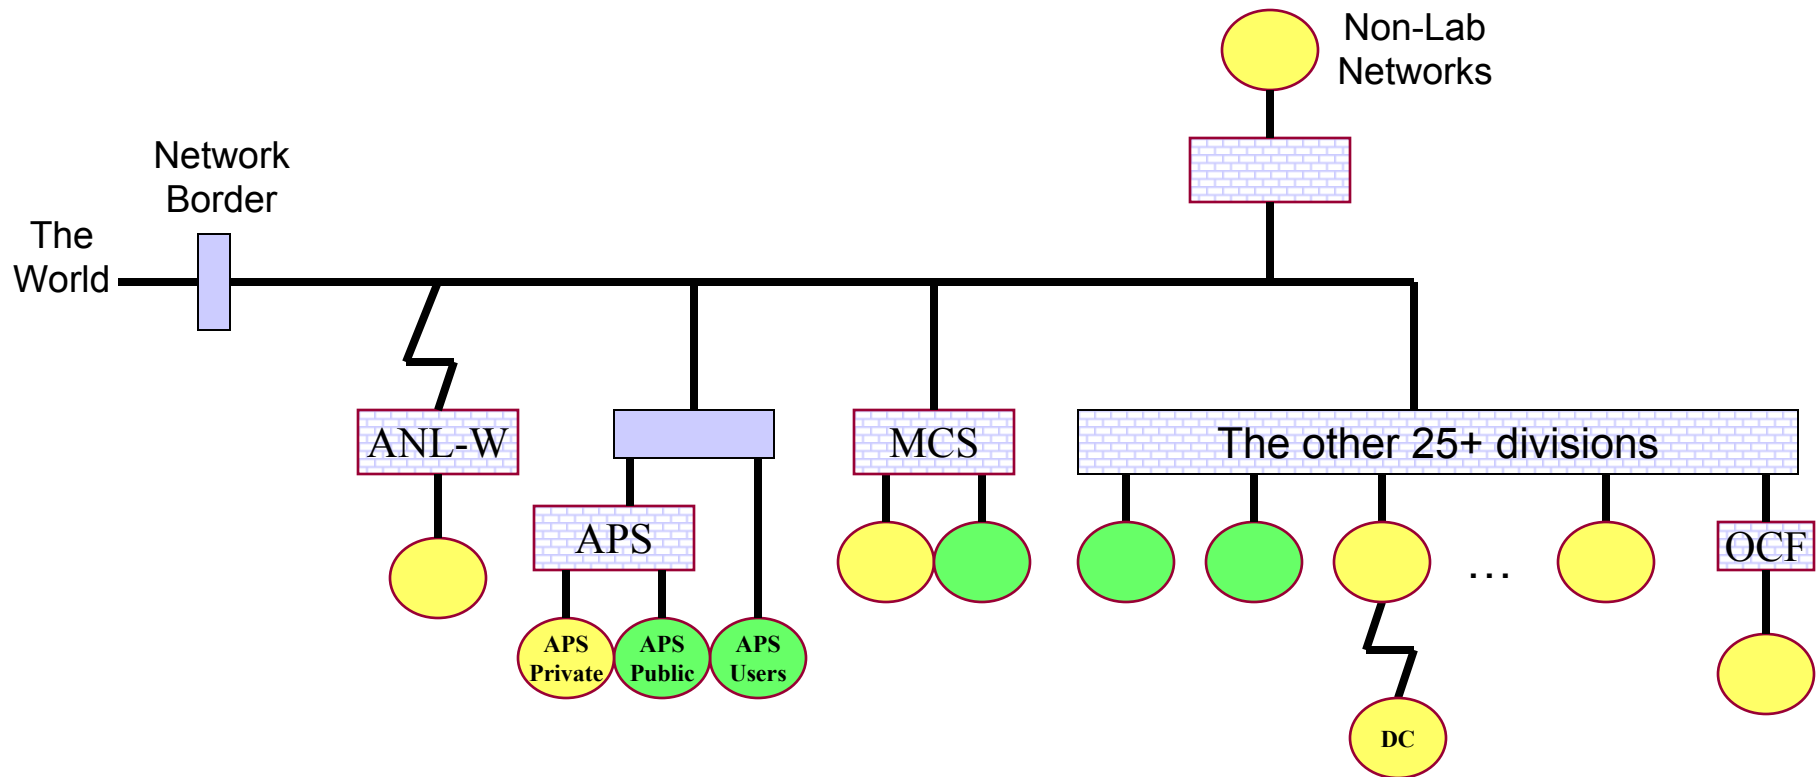 Non-Lab
Networks
Network
Border
The
World
ANL-W
MCS
The other 25+ divisions
APS
OCF
...
APS
Private
APS
Public
APS
Users
DC